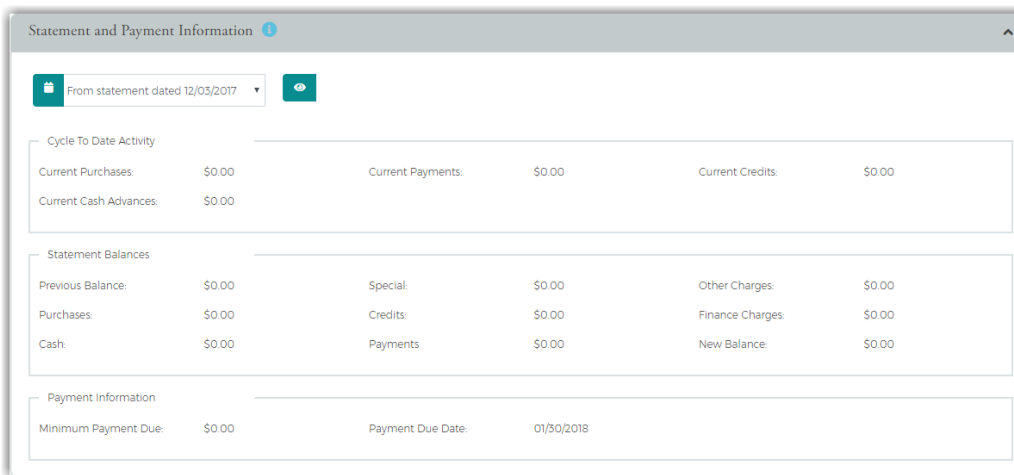 Statement and Payment Information
From statement dated 12/03/2017
Cycle To Date Activity
Current Purchases: $0.00 Current Payments: $0.00 Current Credits: $0.00
Current Cash Advances: $0.00
Statement Balances
Previous Balance: $0.00 Special: $0.00 Other Charges: $0.00
Purchases: $0.00 Credits: $0.00 Finance Charges: $0.00
Cash: $0.00 Payments $0.00 New Balance: $0.00
Payment Information
Minimum Payment Due: $0.00 Payment Due Date: 01/30/2018